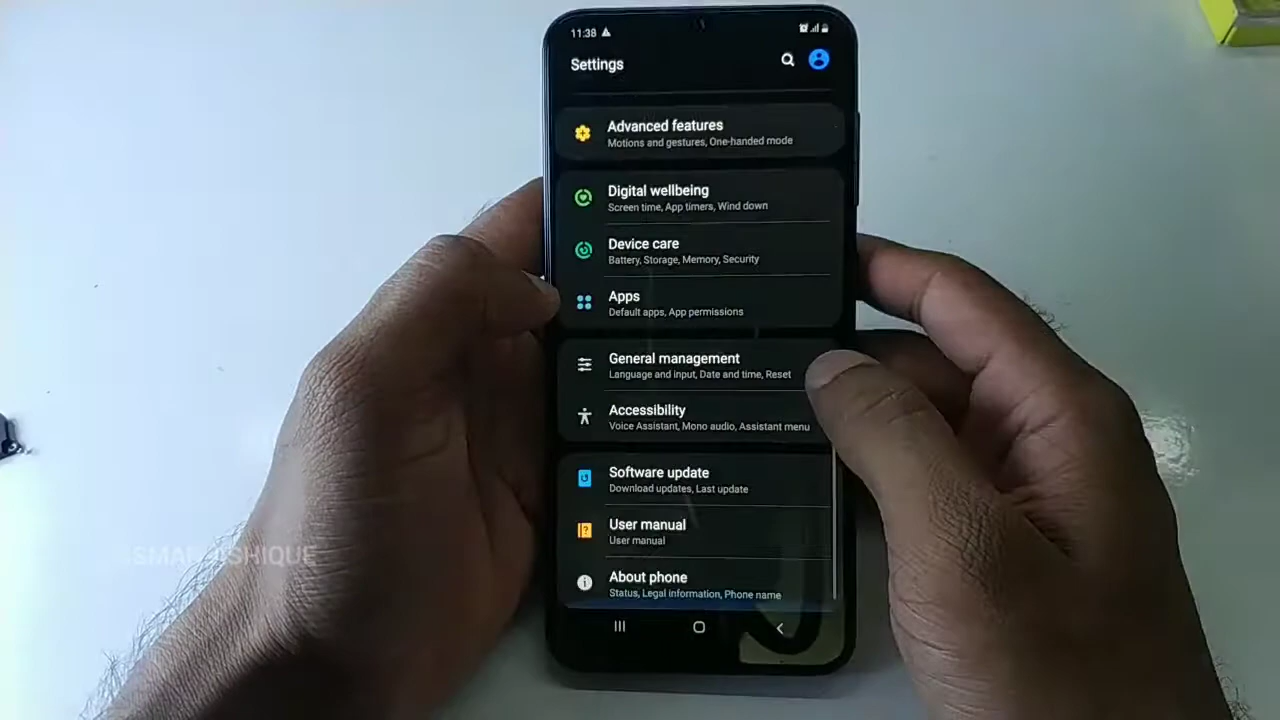 11:38
Settings
Advanced features
Motions and gestures, One-handed mode
Digital wellbeing
Screen time, App timers, Wind down
Device care
Battery, Storage, Memory, Security
Apps
Default apps, App permissions
General management
Language and input, Date and time, Reset
Accessibility
Voice Assistant, Mono audio, Assistant menu
Software update
Download updates, Last update
User manual
User manual
About phone
Status, Legal information, Phone name